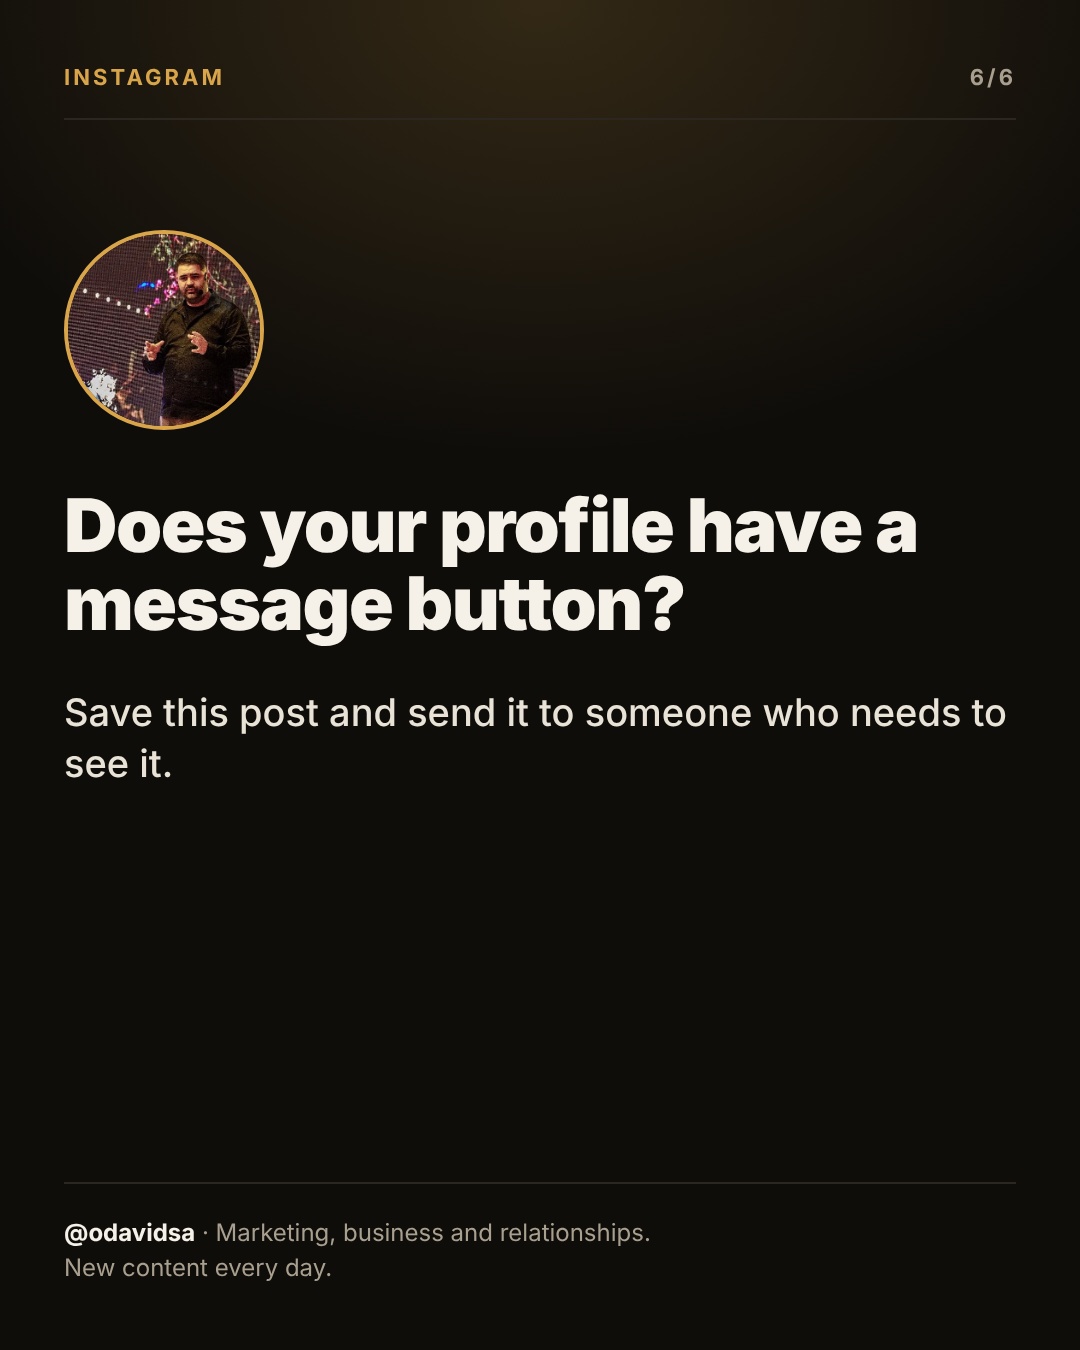 INSTAGRAM
6/6
Does your profile have a
message button?
Save this post and send it to someone who needs to
see it.
@odavidsa · Marketing, business and relationships.
New content every day.